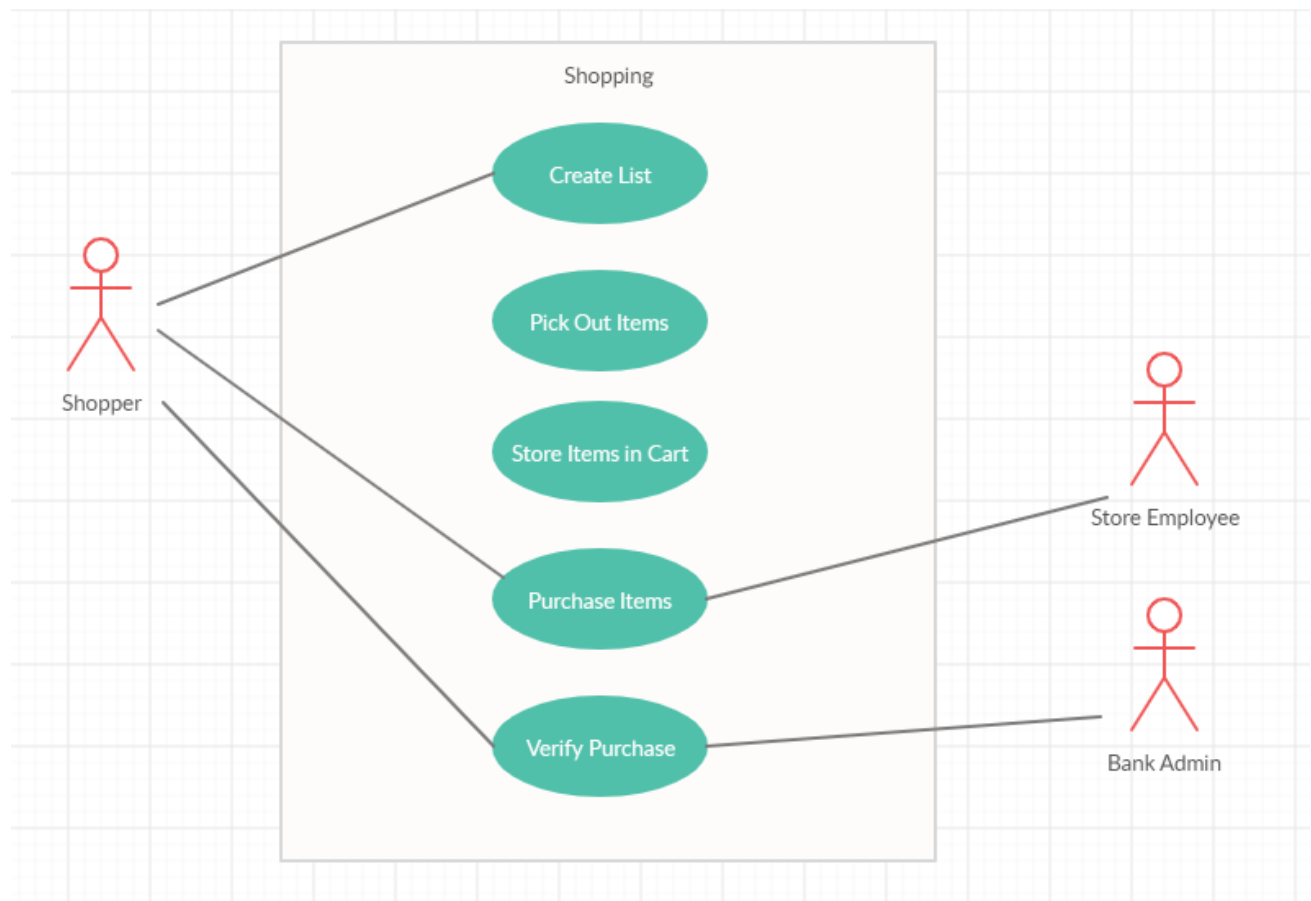 Shopping
Create List
Pick Out Items
Shopper
Store Items in Cart
Store Employee
Purchase Items
Verify Purchase
Bank Admin